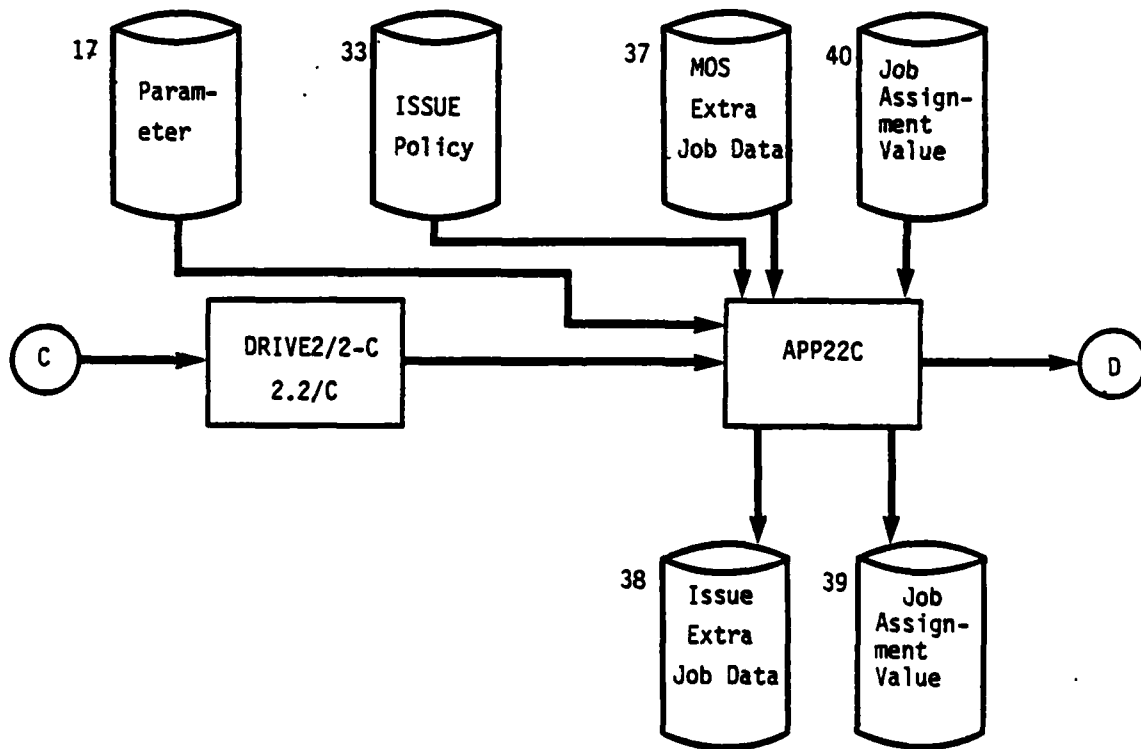 17
Param-
eter
33
ISSUE
Policy
37
MOS
Extra
Job Data
40
Job
Assign-
ment
Value
C
DRIVE2/2-C
2.2/C
APP22C
D
38
Issue
Extra
Job Data
39
Job
Assign-
ment
Value